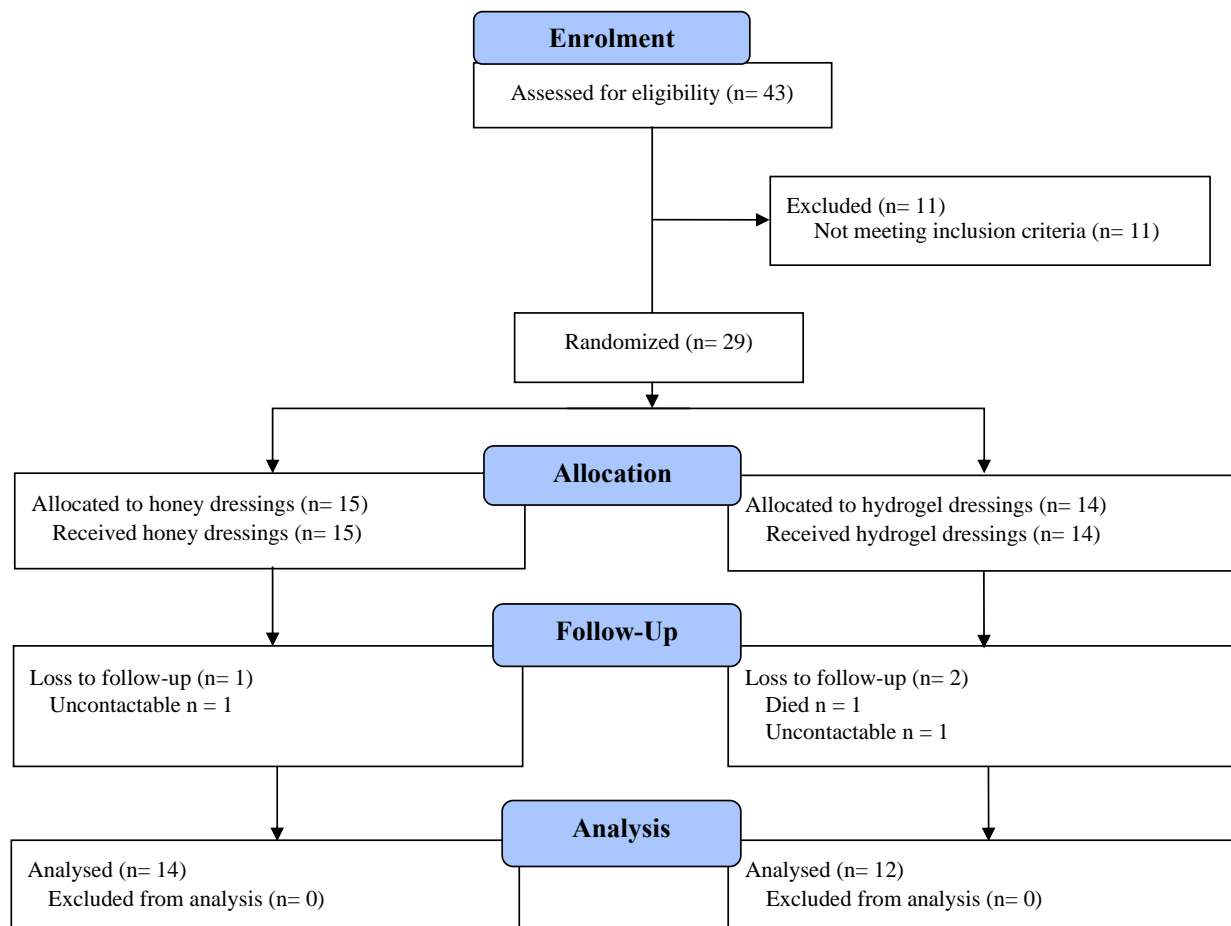 Enrolment
Assessed for eligibility (n= 43)
Excluded (n= 11)
Not meeting inclusion criteria (n= 11)
Randomized (n= 29)
Allocation
Allocated to honey dressings (n= 15)
Received honey dressings (n= 15)
Allocated to hydrogel dressings (n= 14)
Received hydrogel dressings (n= 14)
Follow-Up
Loss to follow-up (n= 1)
Uncontactable n = 1
Loss to follow-up (n= 2)
Died n = 1
Uncontactable n = 1
Analysis
Analysed (n= 14)
Excluded from analysis (n= 0)
Analysed (n= 12)
Excluded from analysis (n= 0)